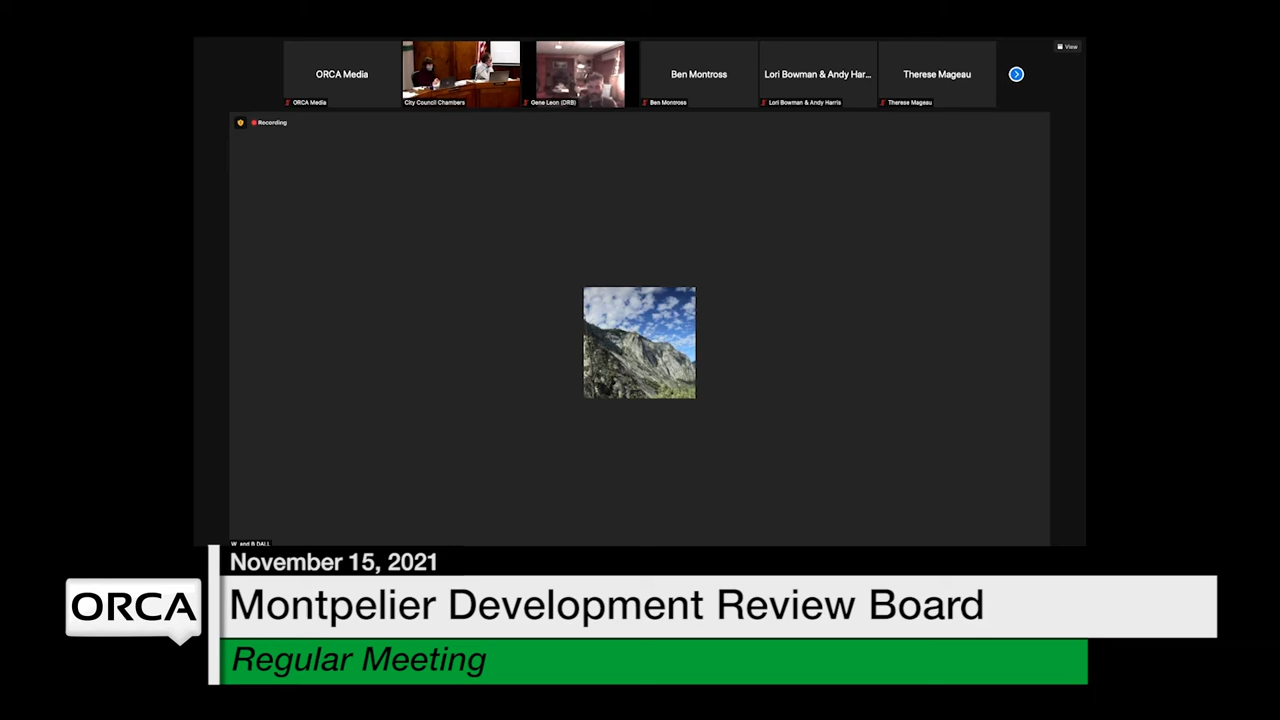 View
ORCA Media
Ben Montross
Lori Bowman & Andy Har...
Therese Mageau
ORCA Media
City Council Chambers
Gene Leon (DRB)
Ben Montross
Lori Bowman & Andy Harris
Therese Mageau
Recording
W. and B DALL
November 15, 2021
ORCA
Montpelier Development Review Board
Regular Meeting